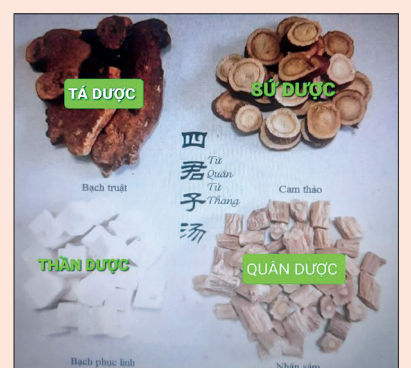 TÁ DƯỢC
SỨ DƯỢC
Bạch truật
Cam thảo
四君子汤
Tứ
Quân
Tử
Thang
THẦN DƯỢC
QUÂN DƯỢC
Bạch phục linh
Nhân sâm